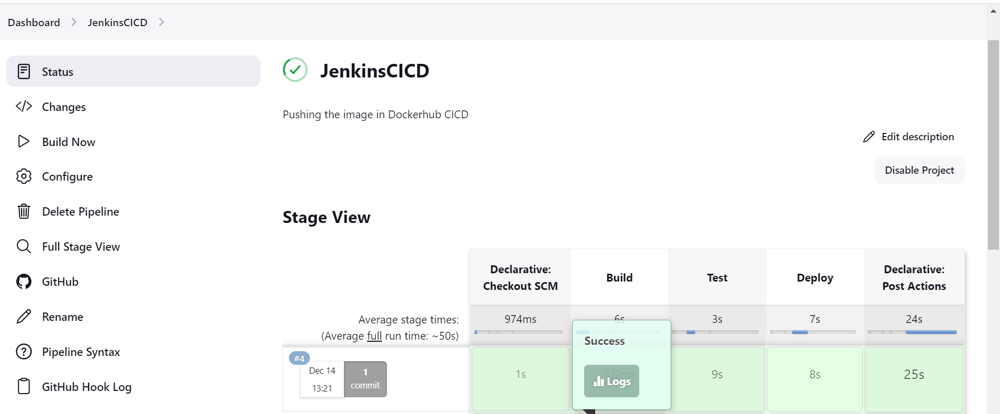 Dashboard
JenkinsCICD
Status
Changes
Build Now
Configure
Delete Pipeline
Full Stage View
GitHub
Rename
Pipeline Syntax
GitHub Hook Log
JenkinsCICD
Pushing the image in Dockerhub CICD
Edit description
Disable Project
Stage View
Declarative:
Checkout SCM
Build
Test
Deploy
Declarative:
Post Actions
Average stage times:
(Average full run time: ~50s)
974ms
6s
3s
7s
24s
#4
Dec 14
13:21
1
commit
1s
Success
922ms
Logs
9s
8s
25s